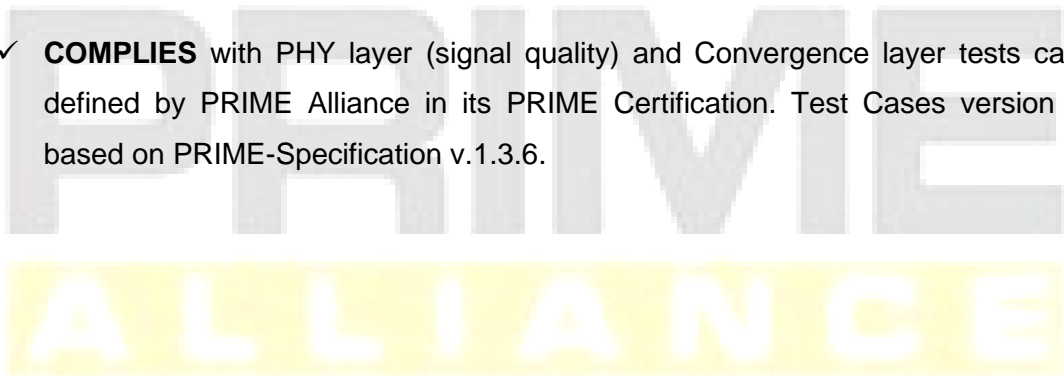 ✓ COMPLIES with PHY layer (signal quality) and Convergence layer tests ca
defined by PRIME Alliance in its PRIME Certification. Test Cases version
based on PRIME-Specification v.1.3.6.
PRIME
ALLIANCE